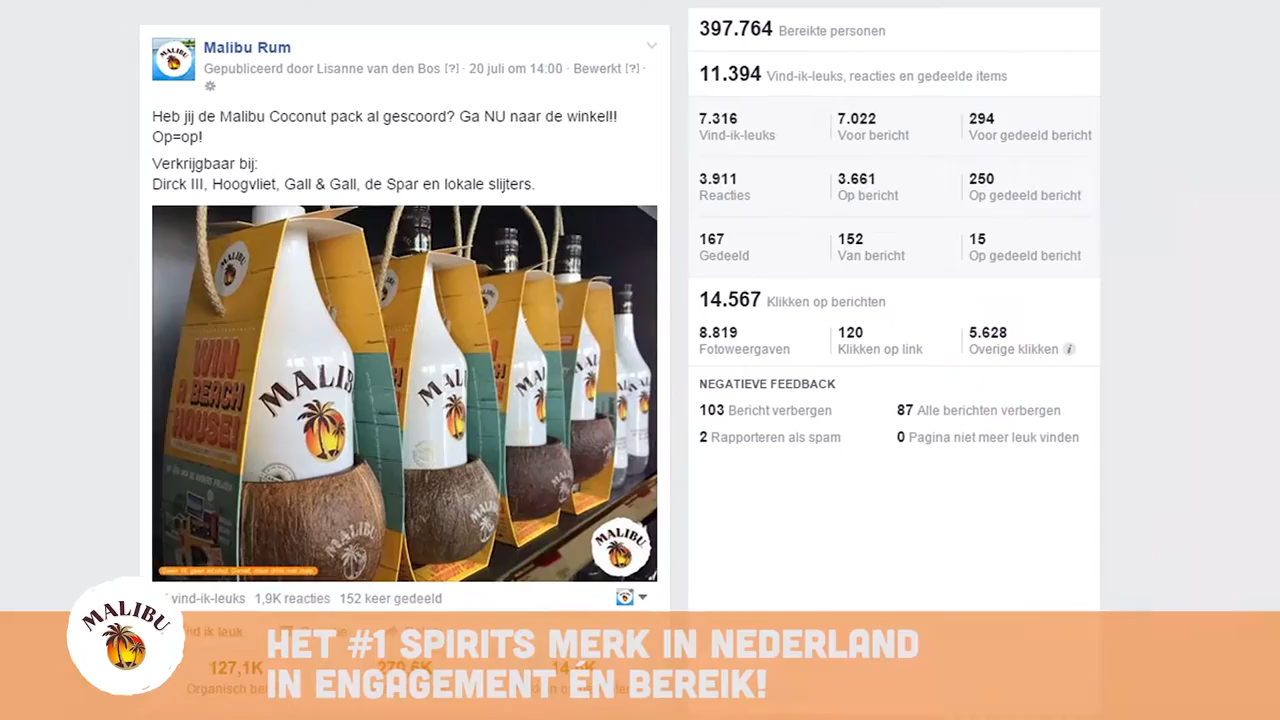 Malibu Rum
Gepubliceerd door Lisanne van den Bos [?] · 20 juli om 14:00 · Bewerkt [?] ·
Heb jij de Malibu Coconut pack al gescoord? Ga NU naar de winkel!!
Op=op!
Verkrijgbaar bij:
Dirck III, Hoogvliet, Gall & Gall, de Spar en lokale slijters.
MALIBU
WIN
A BEACH
HOUSE!
MALIBU
MALIBU
MALIBU
vind-ik-leuks 1,9K reacties 152 keer gedeeld
397.764 Bereikte personen
11.394 Vind-ik-leuks, reacties en gedeelde items
7.316 7.022 294
Vind-ik-leuks Voor bericht Voor gedeeld bericht
3.911 3.661 250
Reacties Op bericht Op gedeeld bericht
167 152 15
Gedeeld Van bericht Op gedeeld bericht
14.567 Klikken op berichten
8.819 120 5.628
Fotoweergaven Klikken op link Overige klikken
NEGATIEVE FEEDBACK
103 Bericht verbergen 87 Alle berichten verbergen
2 Rapporteren als spam 0 Pagina niet meer leuk vinden
MALIBU
HET #1 SPIRITS MERK IN NEDERLAND
IN ENGAGEMENT EN BEREIK!
127,1K
Organisch